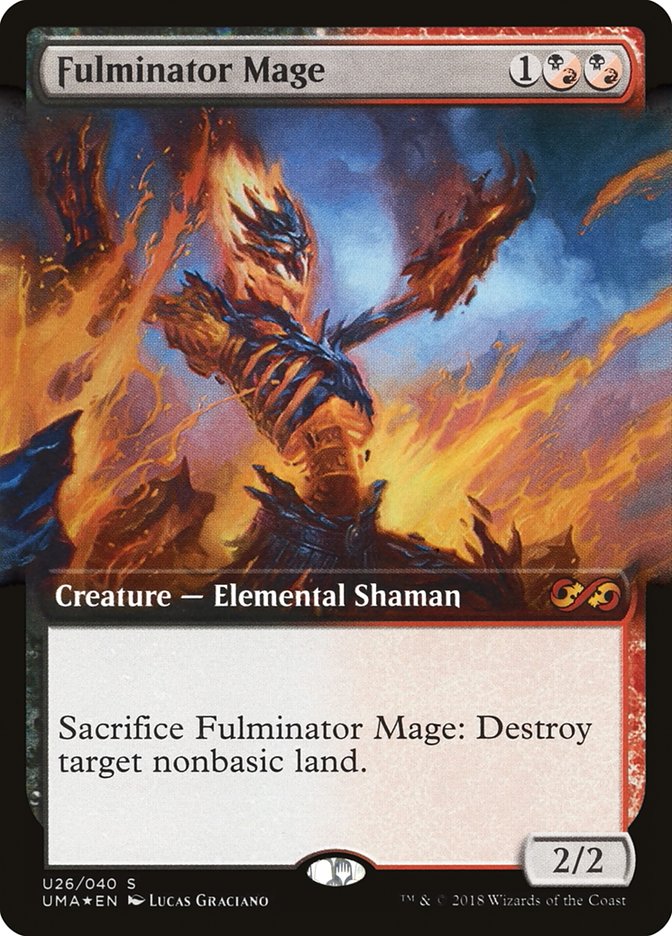 Fulminator Mage 1
Creature — Elemental Shaman
Sacrifice Fulminator Mage: Destroy
target nonbasic land.
2/2
U26/040 S
UMA★EN Lucas Graciano ™ & © 2018 Wizards of the Coast